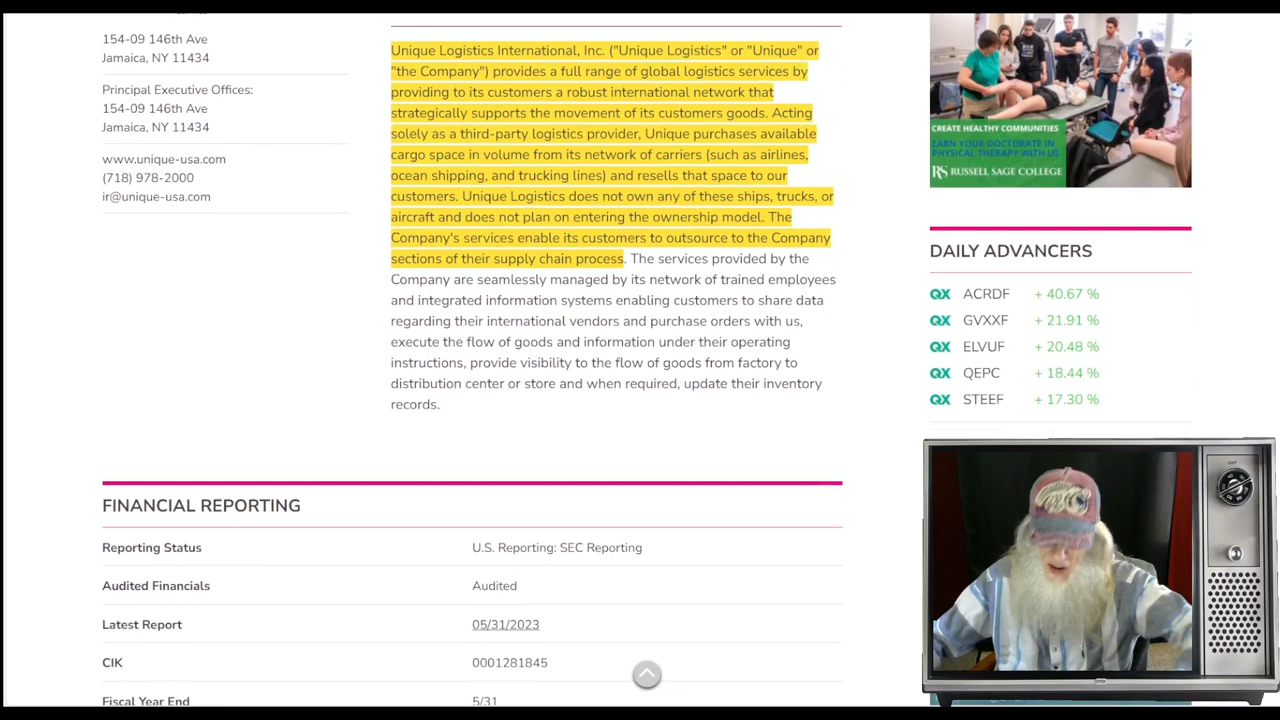 154-09 146th Ave
Jamaica, NY 11434
Principal Executive Offices:
154-09 146th Ave
Jamaica, NY 11434
www.unique-usa.com
(718) 978-2000
ir@unique-usa.com
Unique Logistics International, Inc. ("Unique Logistics" or "Unique" or
"the Company") provides a full range of global logistics services by
providing to its customers a robust international network that
strategically supports the movement of its customers goods. Acting
solely as a third-party logistics provider, Unique purchases available
cargo space in volume from its network of carriers (such as airlines,
ocean shipping, and trucking lines) and resells that space to our
customers. Unique Logistics does not own any of these ships, trucks, or
aircraft and does not plan on entering the ownership model. The
Company's services enable its customers to outsource to the Company
sections of their supply chain process. The services provided by the
Company are seamlessly managed by its network of trained employees
and integrated information systems enabling customers to share data
regarding their international vendors and purchase orders with us,
execute the flow of goods and information under their operating
instructions, provide visibility to the flow of goods from factory to
distribution center or store and when required, update their inventory
records.
FINANCIAL REPORTING
Reporting Status U.S. Reporting: SEC Reporting
Audited Financials Audited
Latest Report 05/31/2023
CIK 0001281845
Fiscal Year End 5/31
CREATE HEALTHY COMMUNITIES
EARN YOUR DOCTORATE IN
PHYSICAL THERAPY WITH US
RS RUSSELL SAGE COLLEGE
DAILY ADVANCERS
QX ACRDF + 40.67 %
QX GVXXF + 21.91 %
QX ELVUF + 20.48 %
QX QEPC + 18.44 %
QX STEEF + 17.30 %